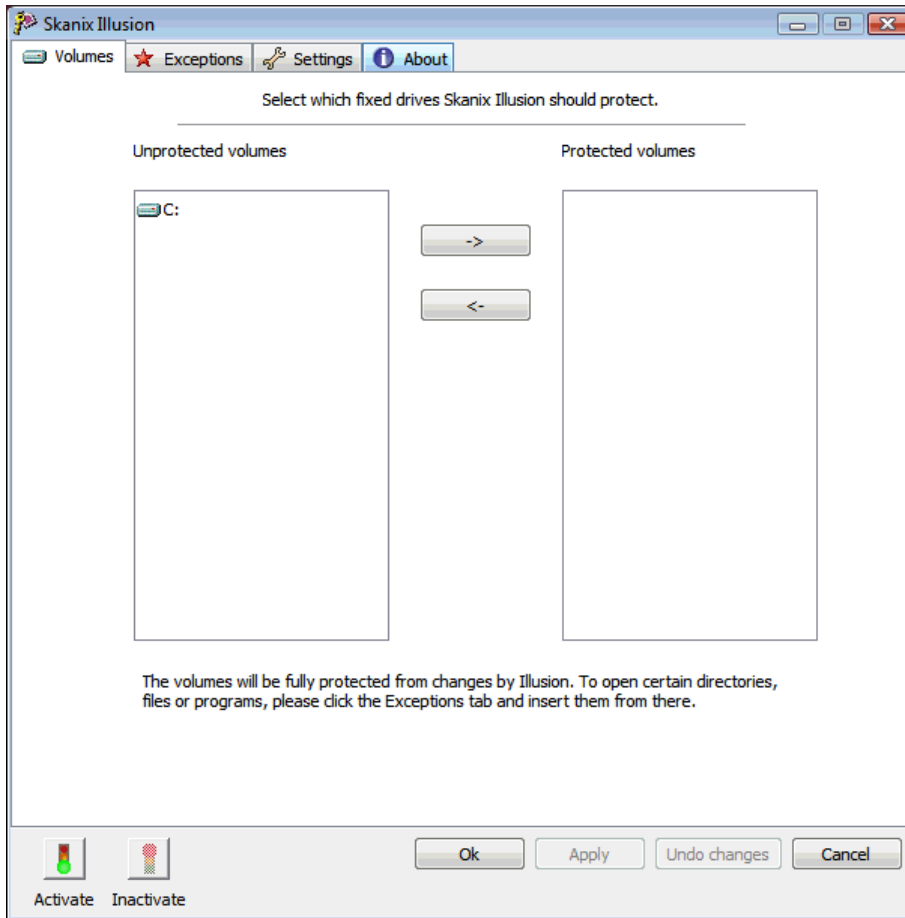 Skanix Illusion
Volumes Exceptions Settings About
Select which fixed drives Skanix Illusion should protect.
Unprotected volumes Protected volumes
C:
->
<-
The volumes will be fully protected from changes by Illusion. To open certain directories,
files or programs, please click the Exceptions tab and insert them from there.
Ok Apply Undo changes Cancel
Activate Inactivate